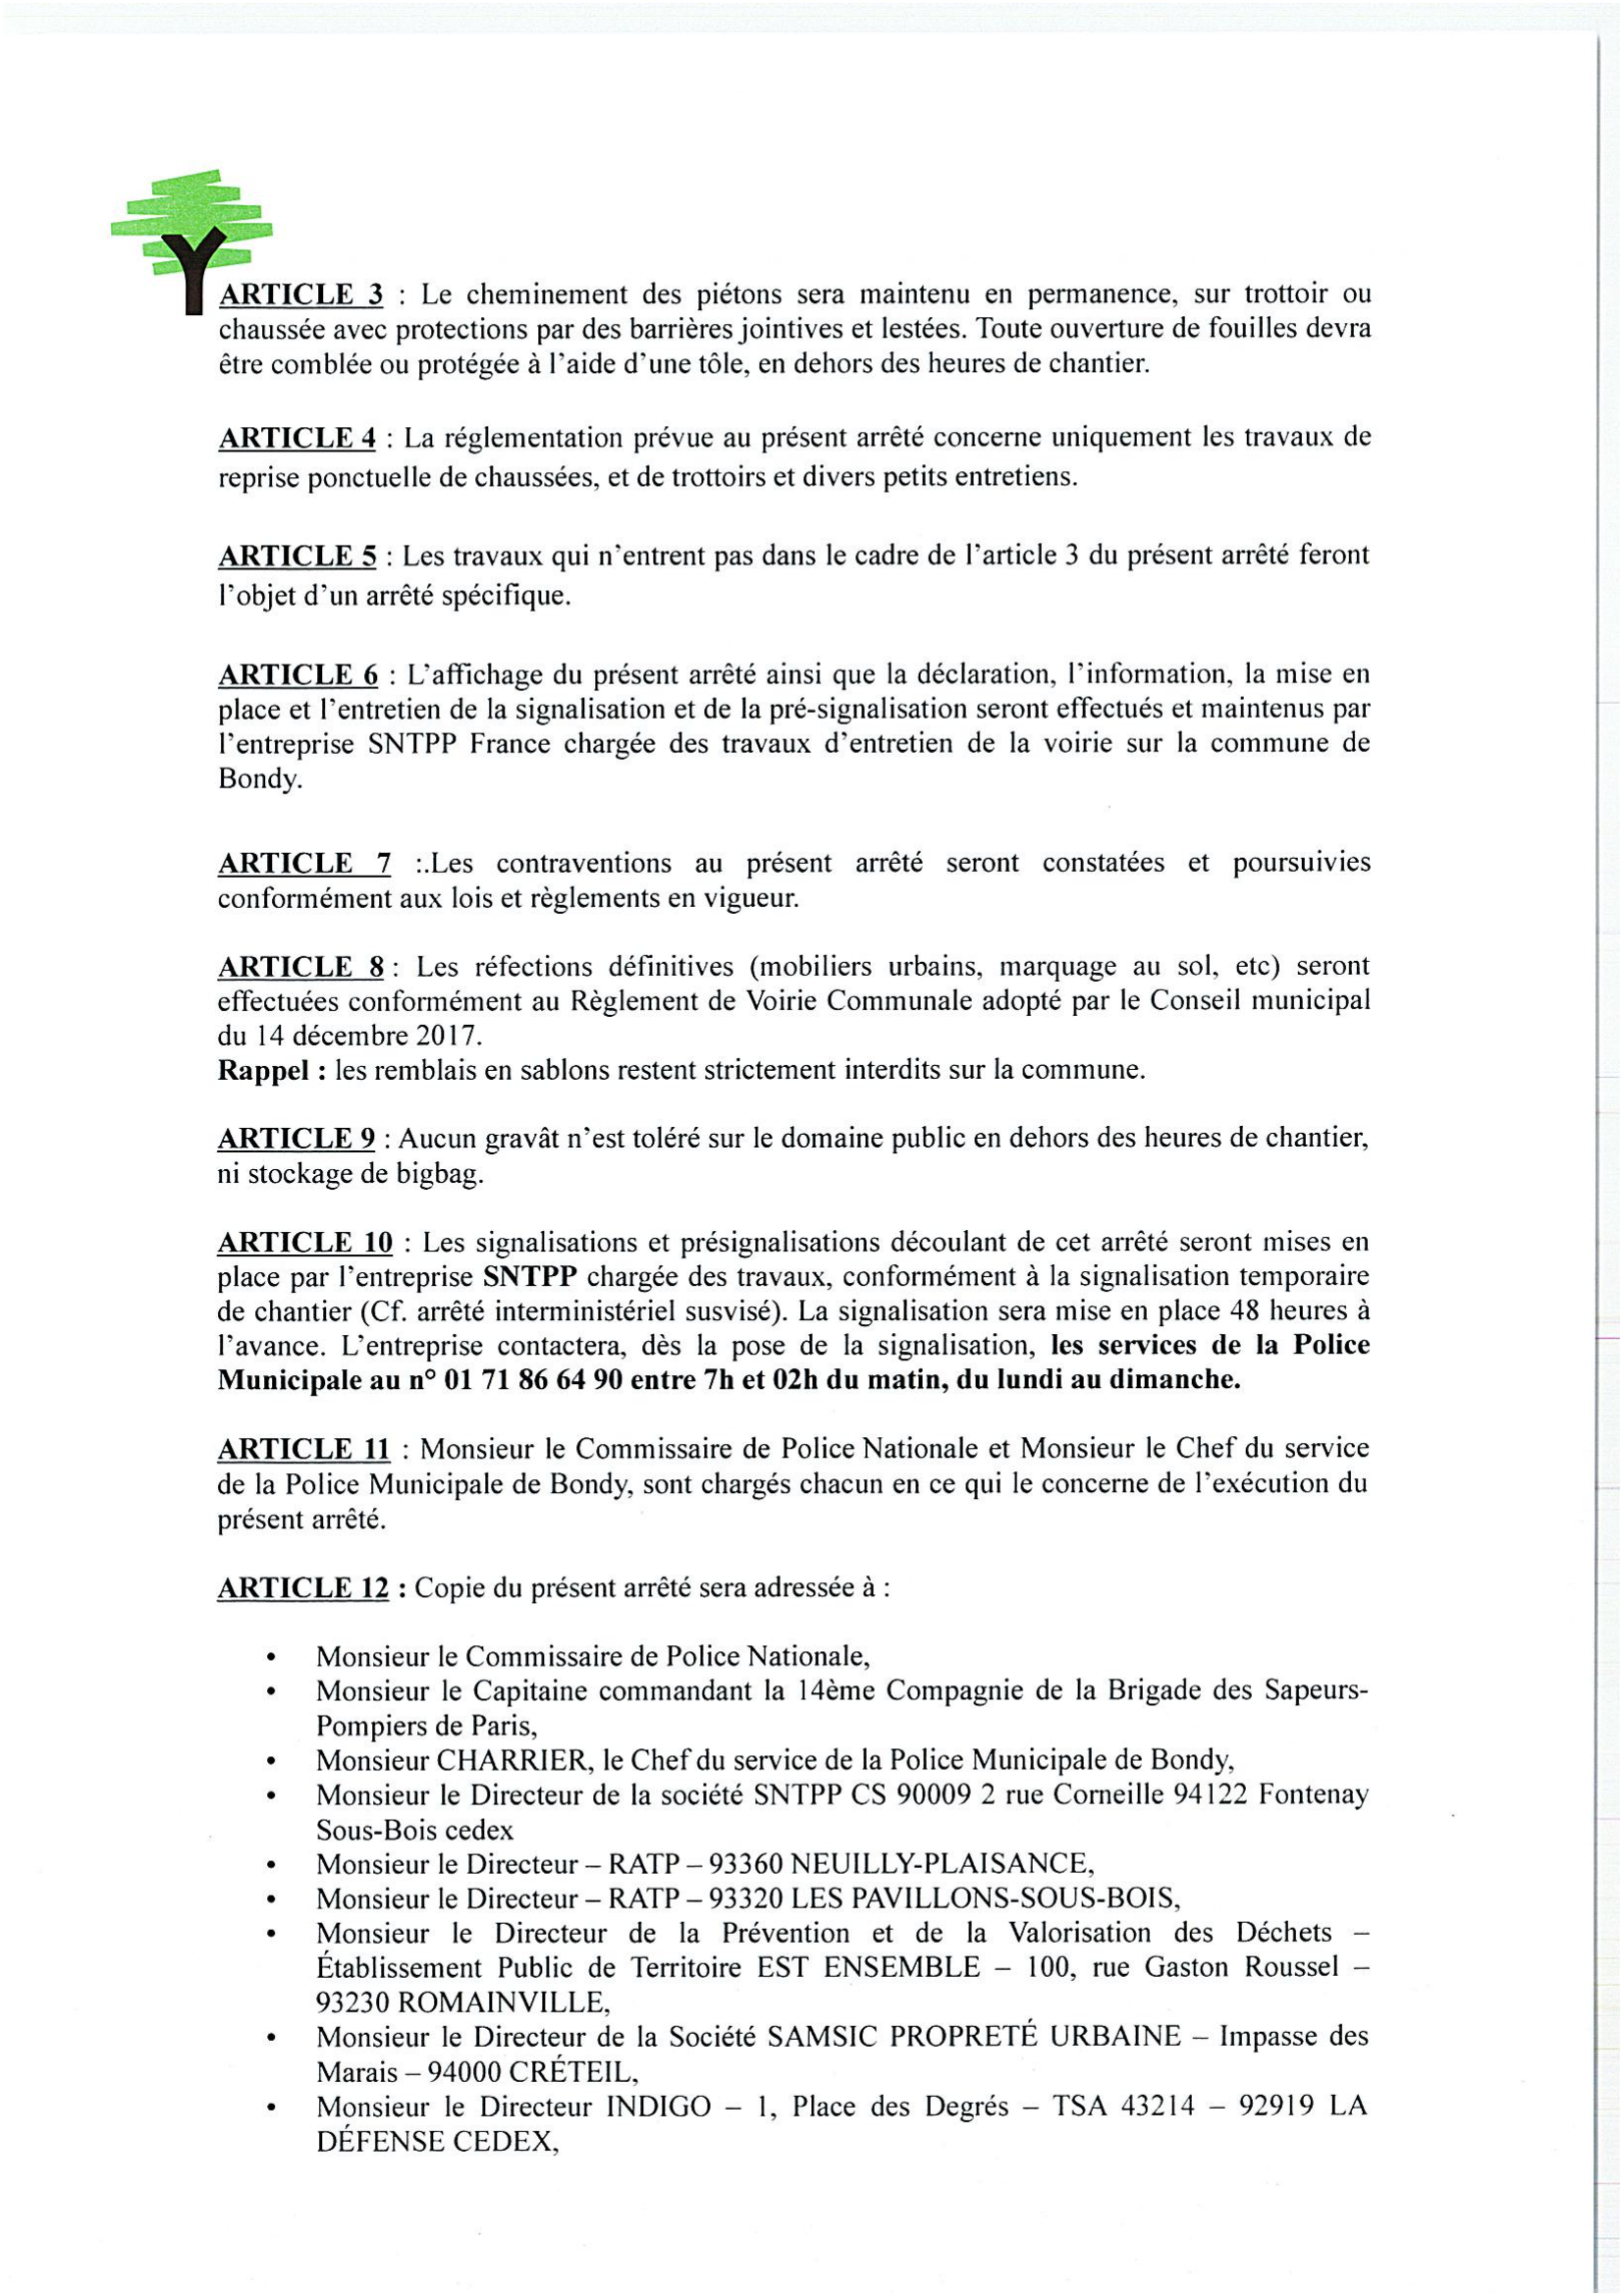 ARTICLE 3 : Le cheminement des piétons sera maintenu en permanence, sur trottoir ou
chaussée avec protections par des barrières jointives et lestées. Toute ouverture de fouilles devra
être comblée ou protégée à l'aide d'une tôle, en dehors des heures de chantier.
ARTICLE 4 : La réglementation prévue au présent arrêté concerne uniquement les travaux de
reprise ponctuelle de chaussées, et de trottoirs et divers petits entretiens.
ARTICLE 5 : Les travaux qui n'entrent pas dans le cadre de l'article 3 du présent arrêté feront
l'objet d'un arrêté spécifique.
ARTICLE 6 : L'affichage du présent arrêté ainsi que la déclaration, l'information, la mise en
place et l'entretien de la signalisation et de la pré-signalisation seront effectués et maintenus par
l'entreprise SNTPP France chargée des travaux d'entretien de la voirie sur la commune de
Bondy.
ARTICLE 7 :.Les contraventions au présent arrêté seront constatées et poursuivies
conformément aux lois et règlements en vigueur.
ARTICLE 8 : Les réfections définitives (mobiliers urbains, marquage au sol, etc) seront
effectuées conformément au Règlement de Voirie Communale adopté par le Conseil municipal
du 14 décembre 2017.
Rappel : les remblais en sablons restent strictement interdits sur la commune.
ARTICLE 9 : Aucun gravât n'est toléré sur le domaine public en dehors des heures de chantier,
ni stockage de bigbag.
ARTICLE 10 : Les signalisations et présignalisations découlant de cet arrêté seront mises en
place par l'entreprise SNTPP chargée des travaux, conformément à la signalisation temporaire
de chantier (Cf. arrêté interministériel susvisé). La signalisation sera mise en place 48 heures à
l'avance. L'entreprise contactera, dès la pose de la signalisation, les services de la Police
Municipale au n° 01 71 86 64 90 entre 7h et 02h du matin, du lundi au dimanche.
ARTICLE 11 : Monsieur le Commissaire de Police Nationale et Monsieur le Chef du service
de la Police Municipale de Bondy, sont chargés chacun en ce qui le concerne de l'exécution du
présent arrêté.
ARTICLE 12 : Copie du présent arrêté sera adressée à :
• Monsieur le Commissaire de Police Nationale,
• Monsieur le Capitaine commandant la 14ème Compagnie de la Brigade des Sapeurs-
Pompiers de Paris,
• Monsieur CHARRIER, le Chef du service de la Police Municipale de Bondy,
• Monsieur le Directeur de la société SNTPP CS 90009 2 rue Corneille 94122 Fontenay
Sous-Bois cedex
• Monsieur le Directeur – RATP – 93360 NEUILLY-PLAISANCE,
• Monsieur le Directeur – RATP – 93320 LES PAVILLONS-SOUS-BOIS,
• Monsieur le Directeur de la Prévention et de la Valorisation des Déchets –
Établissement Public de Territoire EST ENSEMBLE – 100, rue Gaston Roussel –
93230 ROMAINVILLE,
• Monsieur le Directeur de la Société SAMSIC PROPRETÉ URBAINE – Impasse des
Marais – 94000 CRÉTEIL,
• Monsieur le Directeur INDIGO – 1, Place des Degrés – TSA 43214 – 92919 LA
DÉFENSE CEDEX,